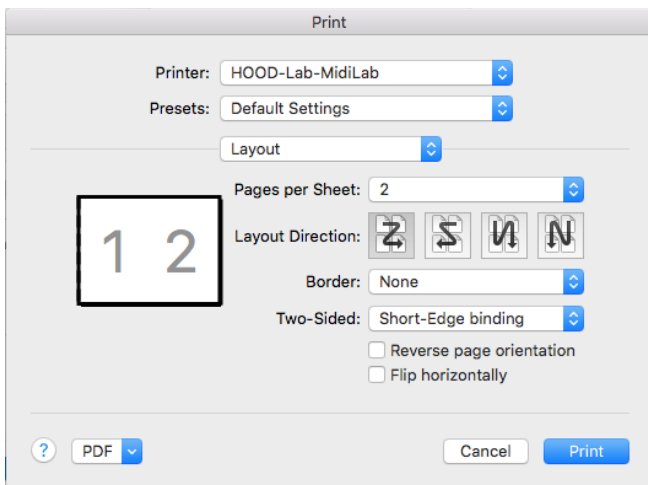 Print
Printer: HOOD-Lab-MidiLab
Presets: Default Settings
Layout
Pages per Sheet: 2
1 2
Layout Direction:
Border: None
Two-Sided: Short-Edge binding
Reverse page orientation
Flip horizontally
? PDF Cancel Print